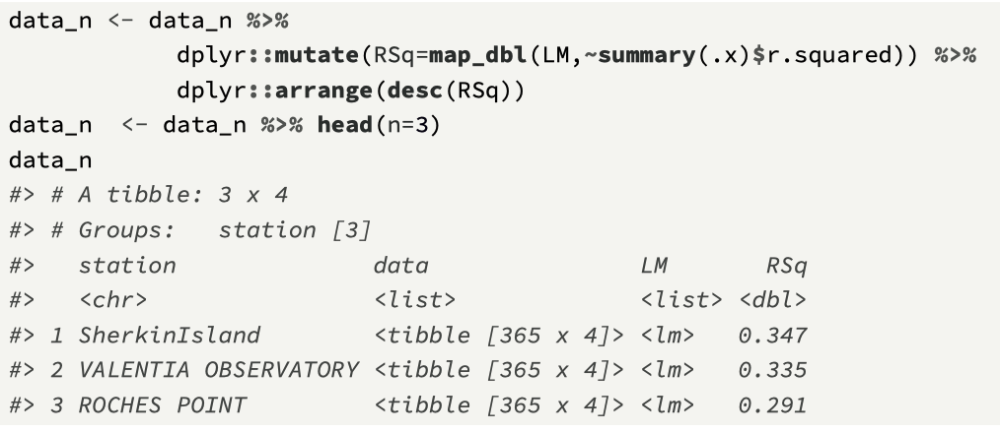 data_n <- data_n %>%
dplyr::mutate(RSq=map_dbl(LM,~summary(.x)$r.squared)) %>%
dplyr::arrange(desc(RSq))
data_n  <- data_n %>% head(n=3)
data_n
#> # A tibble: 3 x 4
#> # Groups:   station [3]
#>   station               data               LM       RSq
#>   <chr>                 <list>             <list> <dbl>
#> 1 SherkinIsland        <tibble [365 x 4]> <lm>   0.347
#> 2 VALENTIA OBSERVATORY <tibble [365 x 4]> <lm>   0.335
#> 3 ROCHES POINT         <tibble [365 x 4]> <lm>   0.291